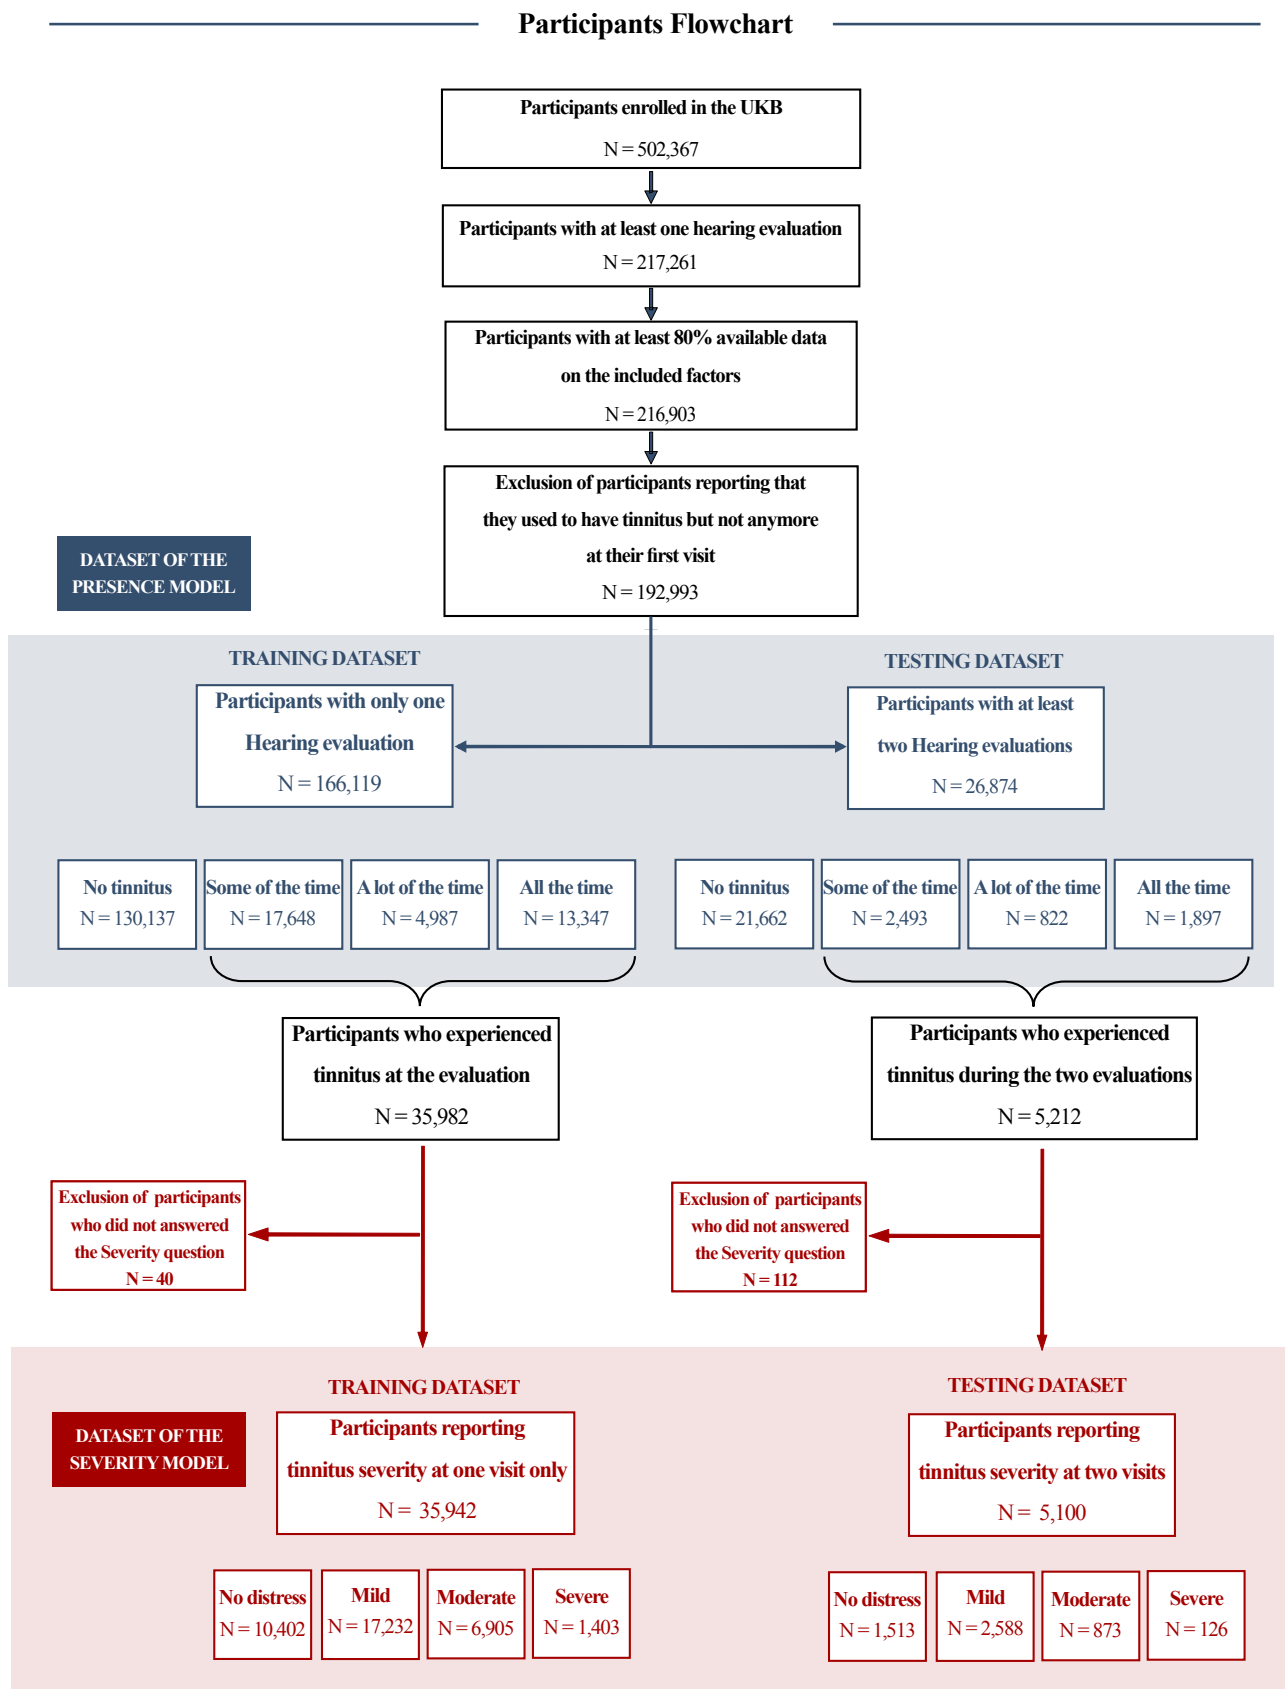 Participants Flowchart
Participants enrolled in the UKB
N = 502,367
Participants with at least one hearing evaluation
N = 217,261
Participants with at least 80% available data
on the included factors
N = 216,903
Exclusion of participants reporting that
they used to have tinnitus but not anymore
at their first visit
N = 192,993
DATASET OF THE
PRESENCE MODEL
TRAINING DATASET
Participants with only one
Hearing evaluation
N = 166,119
TESTING DATASET
Participants with at least
two Hearing evaluations
N = 26,874
No tinnitus
N = 130,137
Some of the time
N = 17,648
A lot of the time
N = 4,987
All the time
N = 13,347
No tinnitus
N = 21,662
Some of the time
N = 2,493
A lot of the time
N = 822
All the time
N = 1,897
Participants who experienced
tinnitus at the evaluation
N = 35,982
Participants who experienced
tinnitus during the two evaluations
N = 5,212
Exclusion of participants
who did not answered
the Severity question
N = 40
Exclusion of participants
who did not answered
the Severity question
N = 112
DATASET OF THE
SEVERITY MODEL
TRAINING DATASET
Participants reporting
tinnitus severity at one visit only
N = 35,942
TESTING DATASET
Participants reporting
tinnitus severity at two visits
N = 5,100
No distress
N = 10,402
Mild
N = 17,232
Moderate
N = 6,905
Severe
N = 1,403
No distress
N = 1,513
Mild
N = 2,588
Moderate
N = 873
Severe
N = 126